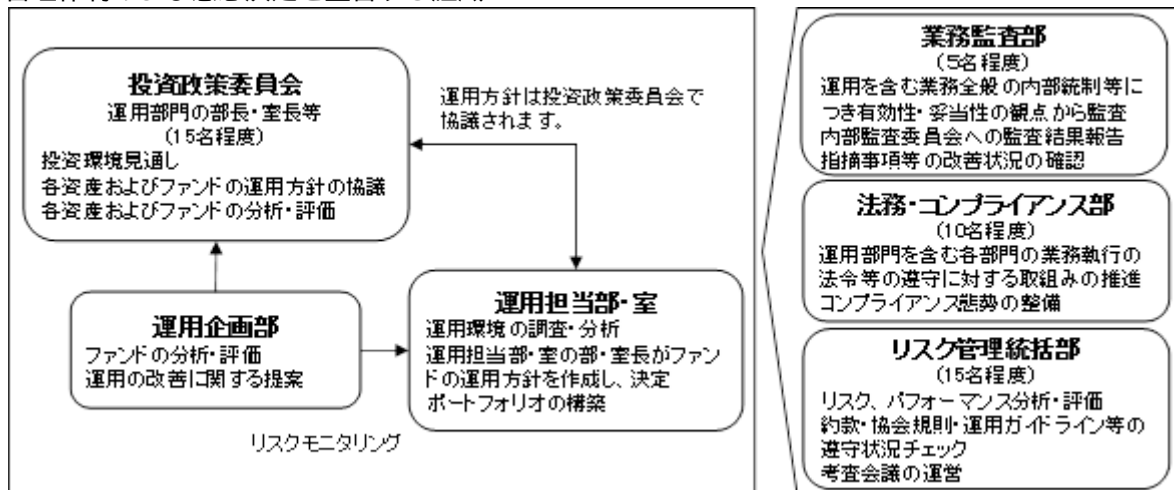 投資政策委員会
運用部門の部長・室長等
(15名程度)
投資環境見通し
各資産およびファンドの運用方針の協議
各資産およびファンドの分析・評価
運用方針は投資政策委員会で
協議されます。
運用企画部
ファンドの分析・評価
運用の改善に関する提案
運用担当部・室
運用環境の調査・分析
運用担当部・室の部・室長がファン
ドの運用方針を作成し、決定
ポートフォリオの構築
リスクモニタリング
業務監査部
(5名程度)
運用を含む業務全般の内部統制等に
つき有効性・妥当性の観点から監査
内部監査委員会への監査結果報告
指摘事項等の改善状況の確認
法務・コンプライアンス部
(10名程度)
運用部門を含む各部門の業務執行の
法令等の遵守に対する取組みの推進
コンプライアンス態勢の整備
リスク管理統括部
(15名程度)
リスク、パフォーマンス分析・評価
約款・協会規則・運用ガイドライン等の
遵守状況チェック
考査会議の運営